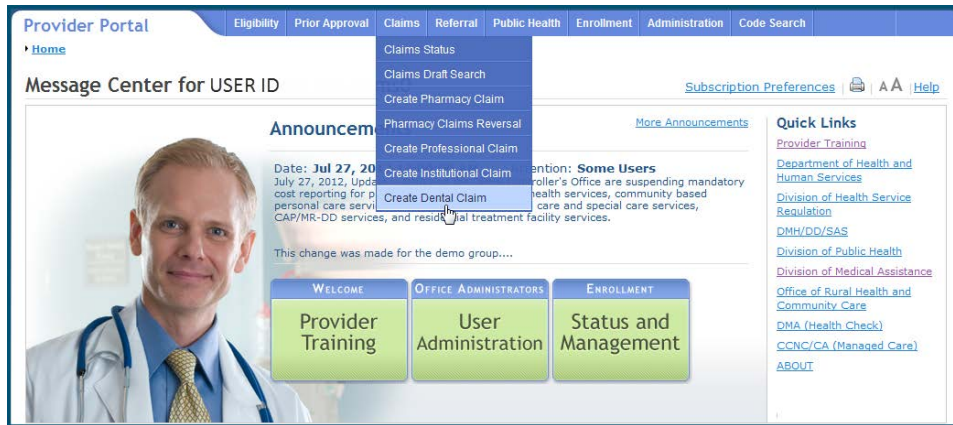 Provider Portal
Eligibility Prior Approval Claims Referral Public Health Enrollment Administration Code Search
Home
Claims Status
Claims Draft Search
Create Pharmacy Claim
Pharmacy Claims Reversal
Create Professional Claim
Create Institutional Claim
Create Dental Claim
Message Center for USER ID
Subscription Preferences | A A | Help
Announcem
More Announcements
Date: Jul 27, 20 ention: Some Users
July 27, 2012, Upda roller's Office are suspending mandatory
cost reporting for p health services, community based
personal care servi care and special care services,
CAP/MR-DD services, and residential treatment facility services.
This change was made for the demo group....
WELCOME
Provider
Training
OFFICE ADMINISTRATORS
User
Administration
ENROLLMENT
Status and
Management
Quick Links
Provider Training
Department of Health and
Human Services
Division of Health Service
Regulation
DMH/DD/SAS
Division of Public Health
Division of Medical Assistance
Office of Rural Health and
Community Care
DMA (Health Check)
CCNC/CA (Managed Care)
ABOUT